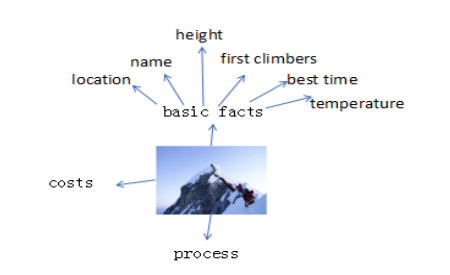 height
name
first climbers
location
best time
temperature
basic facts
costs
process